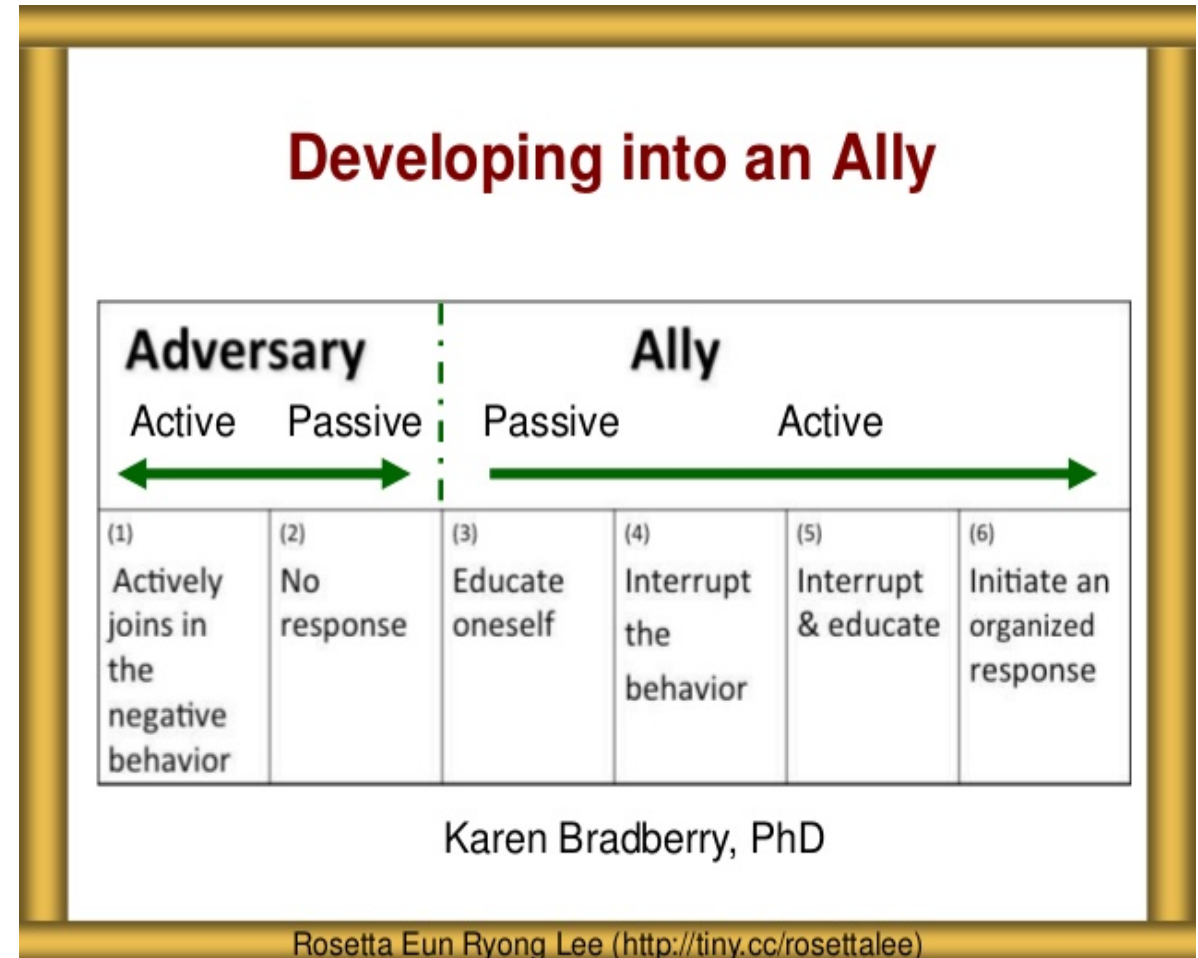 Developing into an Ally
Adversary
Ally
Active
Passive
Passive
Active
(1)
Actively
joins in
the
negative
behavior
(2)
No
response
(3)
Educate
oneself
(4)
Interrupt
the
behavior
(5)
Interrupt
& educate
(6)
Initiate an
organized
response
Karen Bradberry, PhD
Rosetta Eun Ryong Lee (http://tiny.cc/rosettalee)